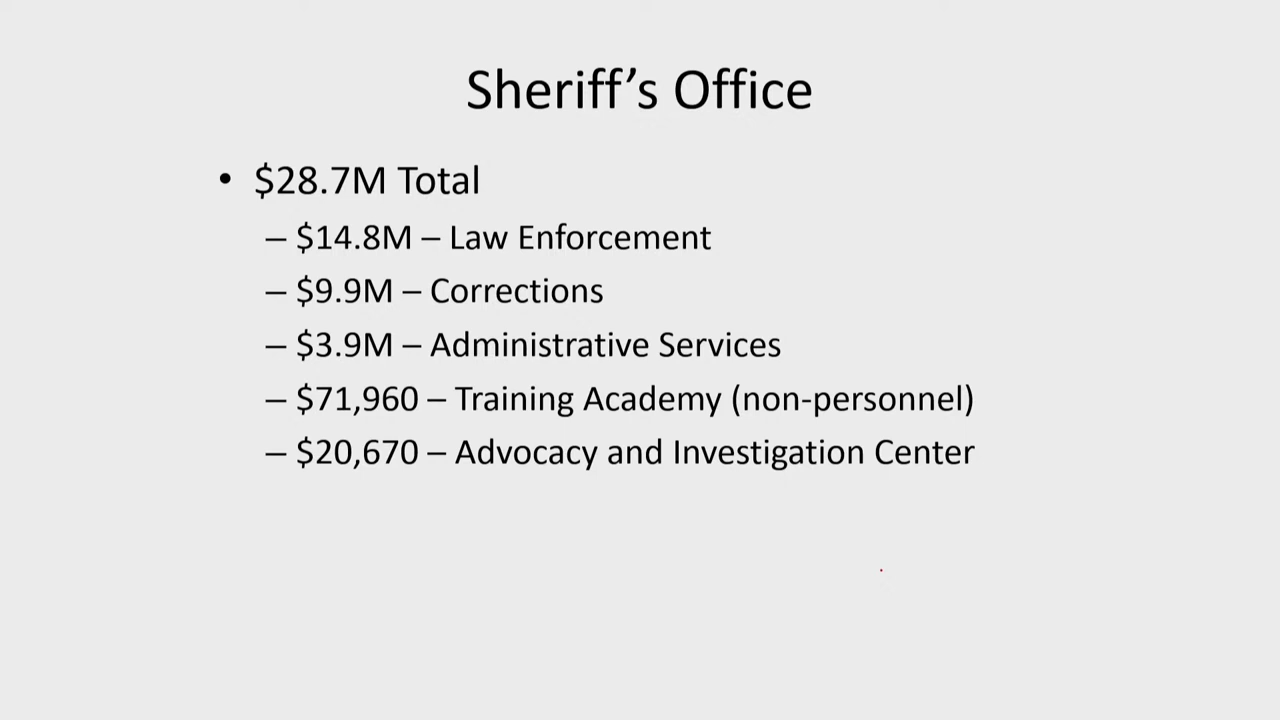 Sheriff’s Office
• $28.7M Total
– $14.8M – Law Enforcement
– $9.9M – Corrections
– $3.9M – Administrative Services
– $71,960 – Training Academy (non-personnel)
– $20,670 – Advocacy and Investigation Center